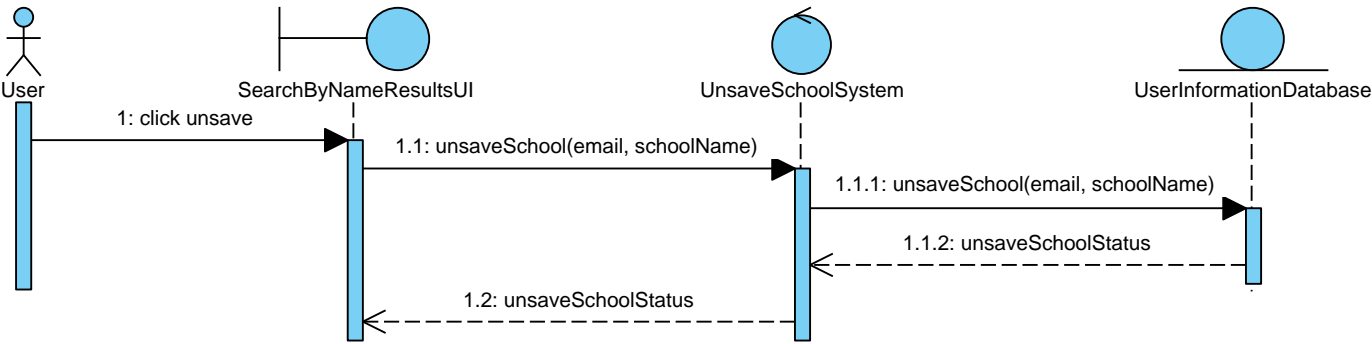 User
SearchByNameResultsUI
UnsaveSchoolSystem
UserInformationDatabase
1: click unsave
1.1: unsaveSchool(email, schoolName)
1.1.1: unsaveSchool(email, schoolName)
1.1.2: unsaveSchoolStatus
1.2: unsaveSchoolStatus